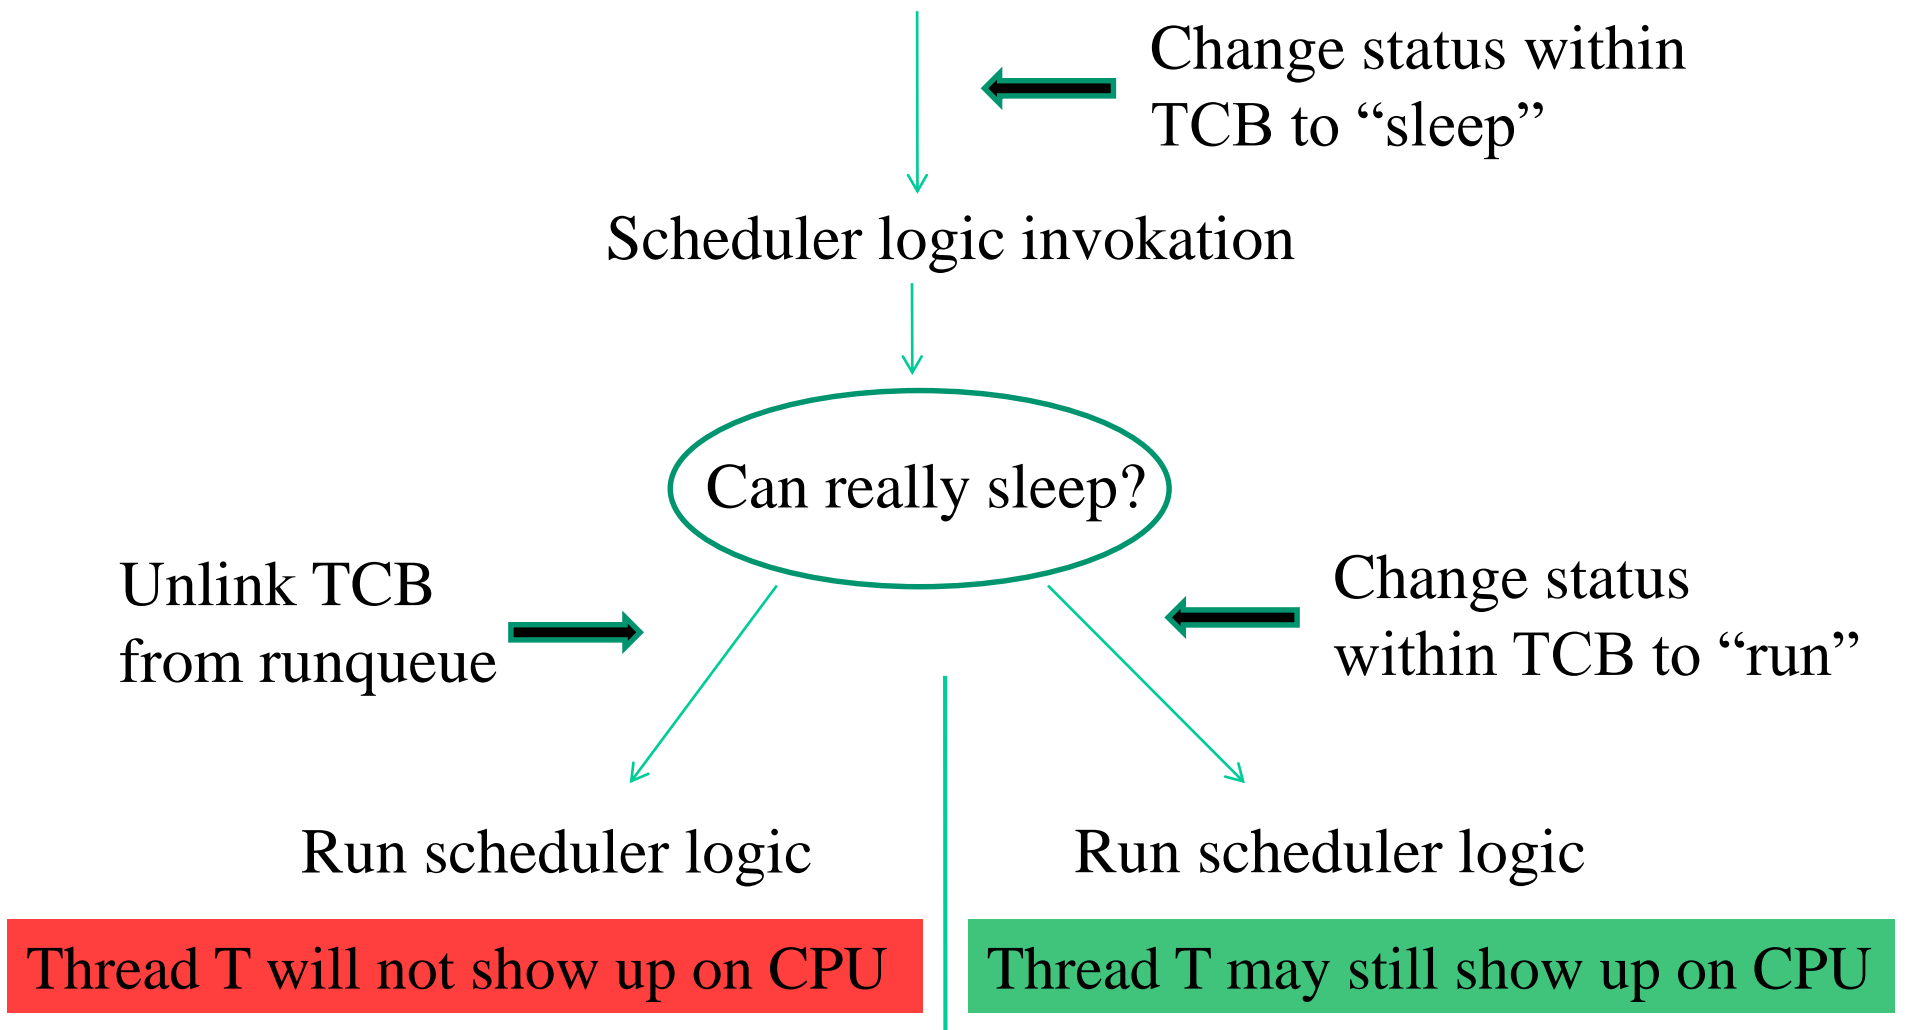 Change status within
TCB to “sleep”
Scheduler logic invokation
Can really sleep?
Unlink TCB
from runqueue
Change status
within TCB to “run”
Run scheduler logic
Run scheduler logic
Thread T will not show up on CPU
Thread T may still show up on CPU